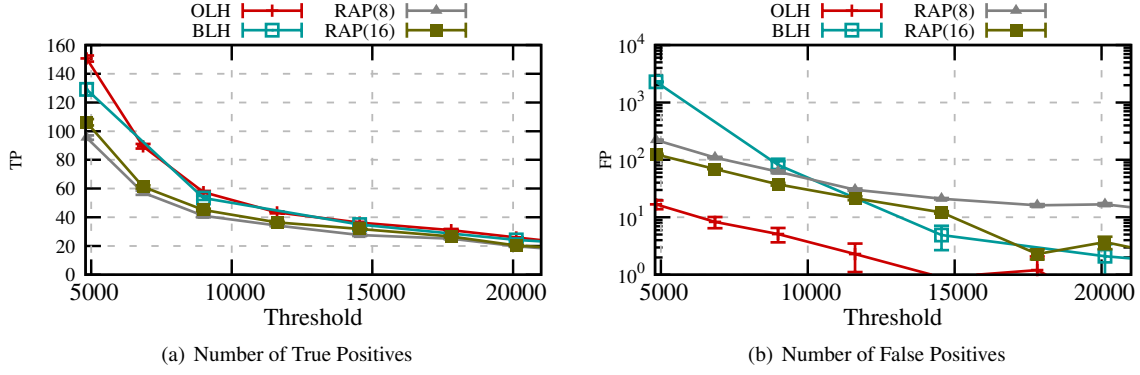 OLH
BLH
RAP(8)
RAP(16)
160
140
120
100
80
60
40
20
0
TP
5000 10000 15000 20000
Threshold
(a) Number of True Positives
OLH
BLH
RAP(8)
RAP(16)
10^4
10^3
10^2
10^1
10^0
FP
5000 10000 15000 20000
Threshold
(b) Number of False Positives